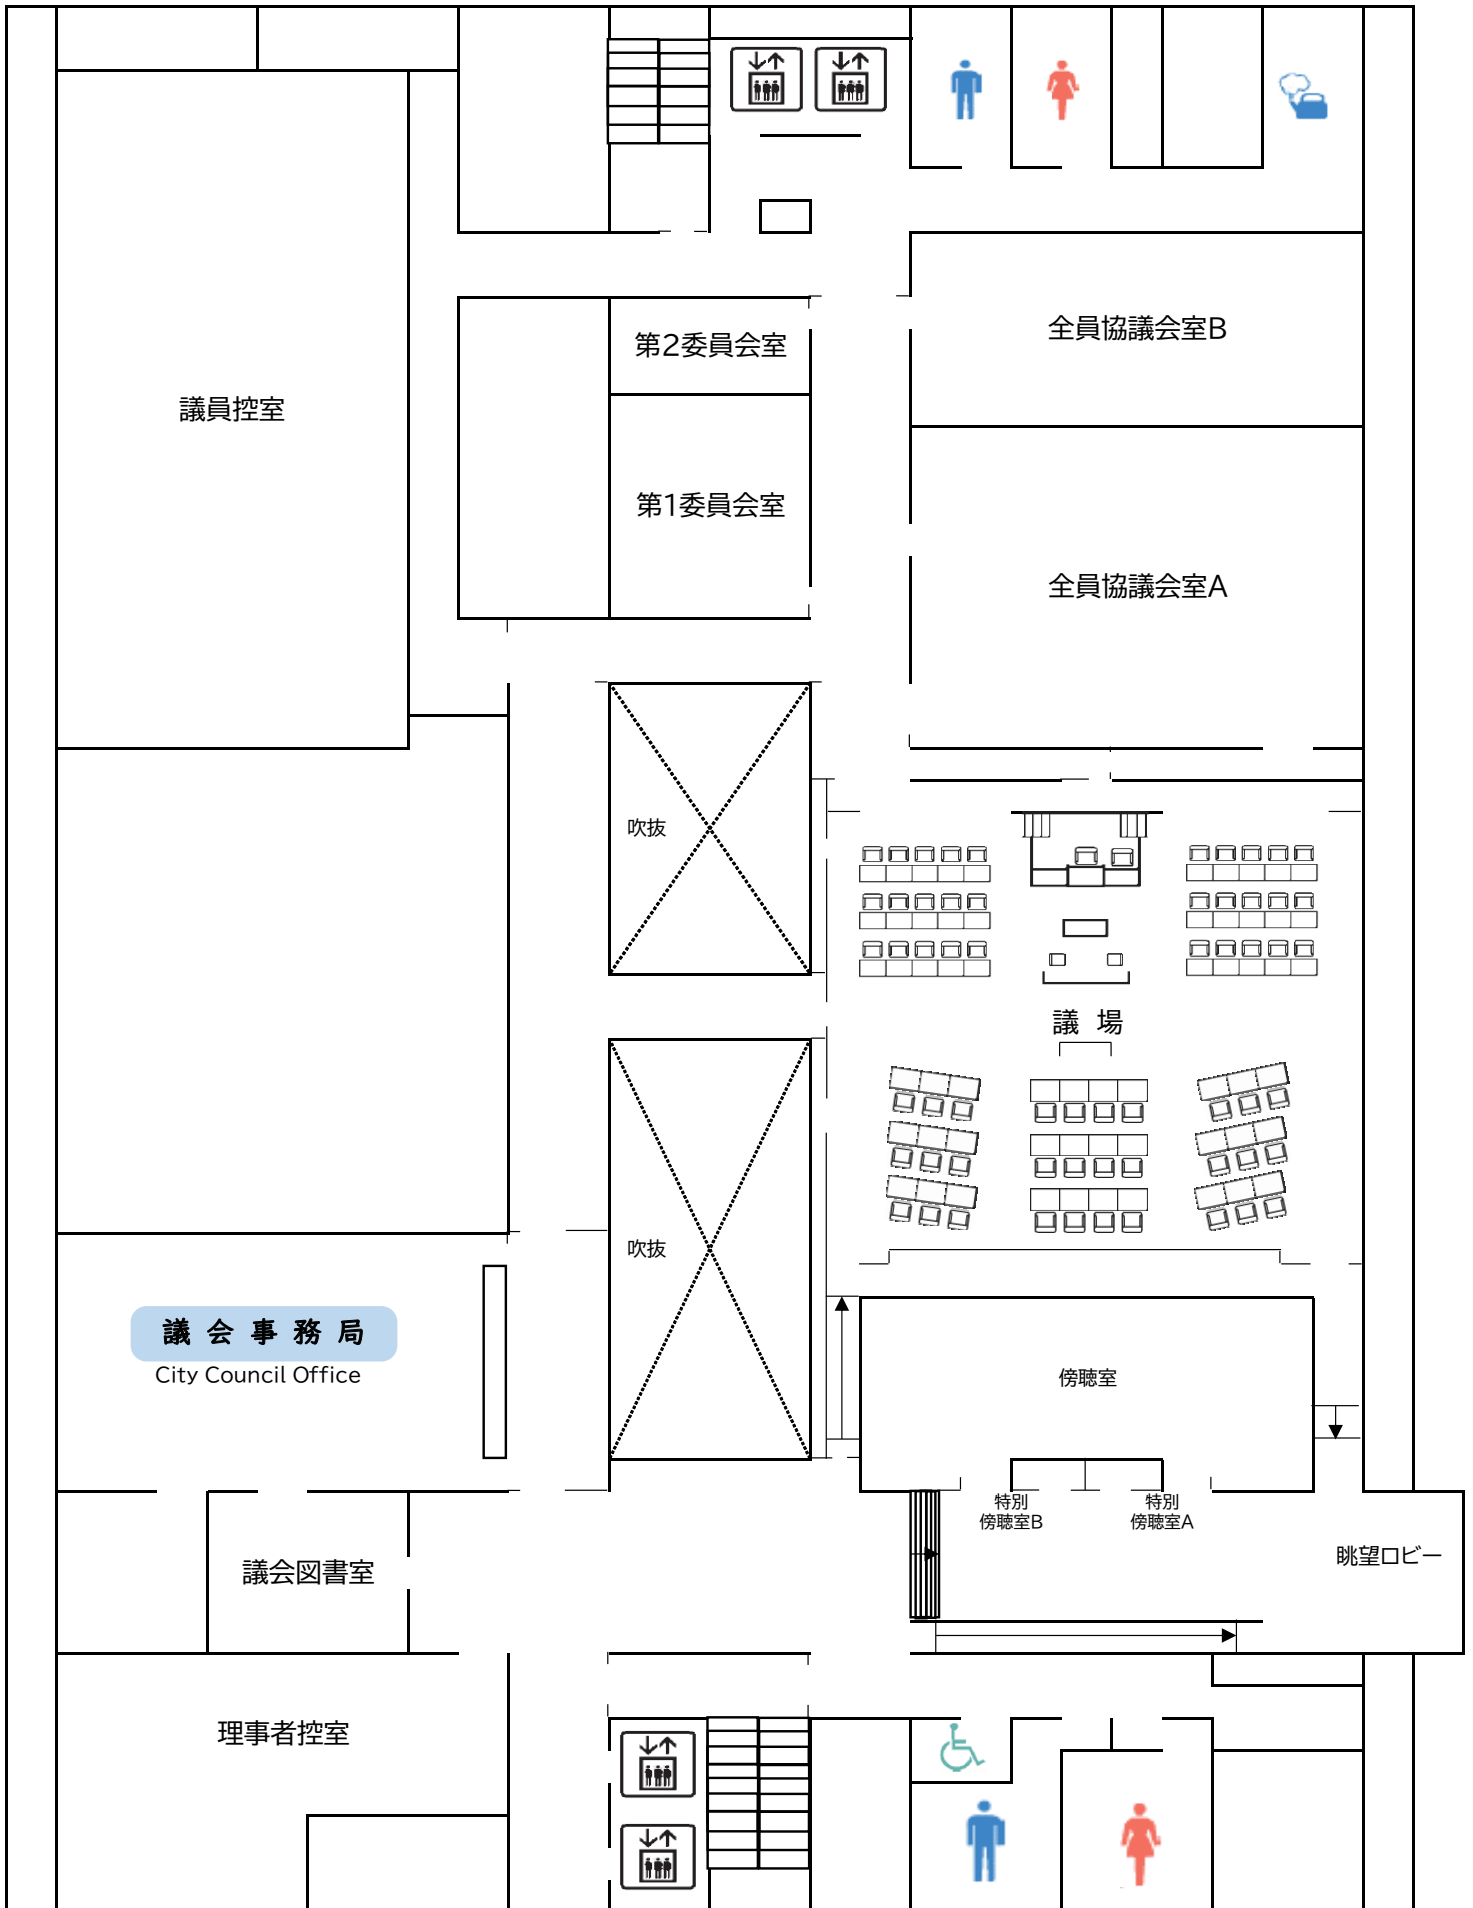 全員協議会室B
第2委員会室
議員控室
第1委員会室
全員協議会室A
吹抜
議 場
吹抜
議会事務局
City Council Office
傍聴室
特別
傍聴室B
特別
傍聴室A
眺望ロビー
議会図書室
理事者控室